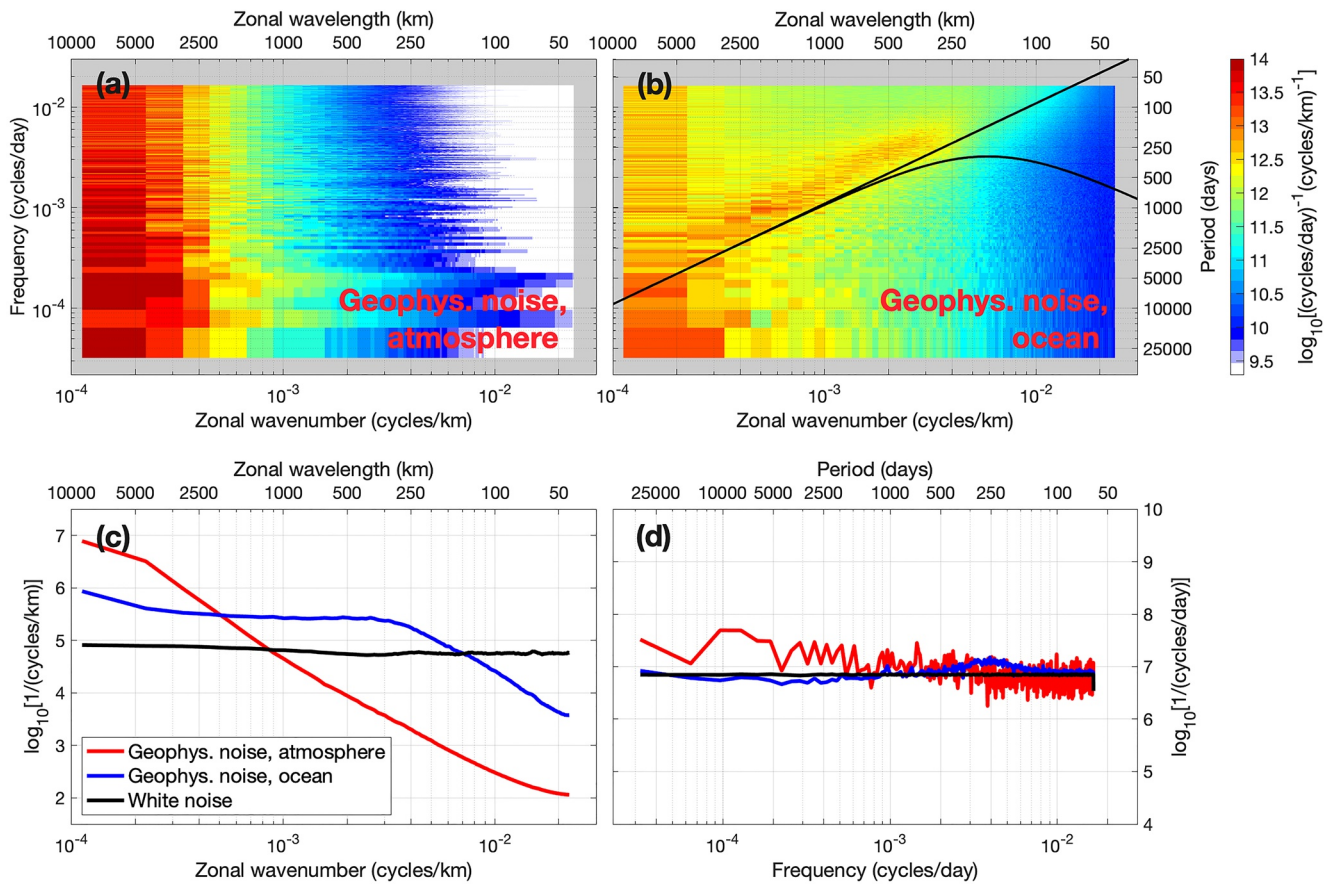 Zonal wavelength (km)
10000 5000 2500 1000 500 250 100 50
(a)
Frequency (cycles/day)
10-2
10-3
10-4
Geophys. noise,
atmosphere
10-4 10-3 10-2
Zonal wavenumber (cycles/km)
Zonal wavelength (km)
10000 5000 2500 1000 500 250 100 50
(b)
Geophys. noise,
ocean
50
100
250
500
1000
2500
5000
10000
25000
Period (days)
10-4 10-3 10-2
Zonal wavenumber (cycles/km)
14
13.5
13
12.5
12
11.5
11
10.5
10
9.5
log10[(cycles/day)-1 (cycles/km)-1]
Zonal wavelength (km)
10000 5000 2500 1000 500 250 100 50
(c)
log10[1/(cycles/km)]
7
6
5
4
3
2
Geophys. noise, atmosphere
Geophys. noise, ocean
White noise
10-4 10-3 10-2
Zonal wavenumber (cycles/km)
Period (days)
25000 10000 5000 2500 1000 500 250 100 50
(d)
10
9
8
7
6
5
4
log10[1/(cycles/day)]
10-4 10-3 10-2
Frequency (cycles/day)